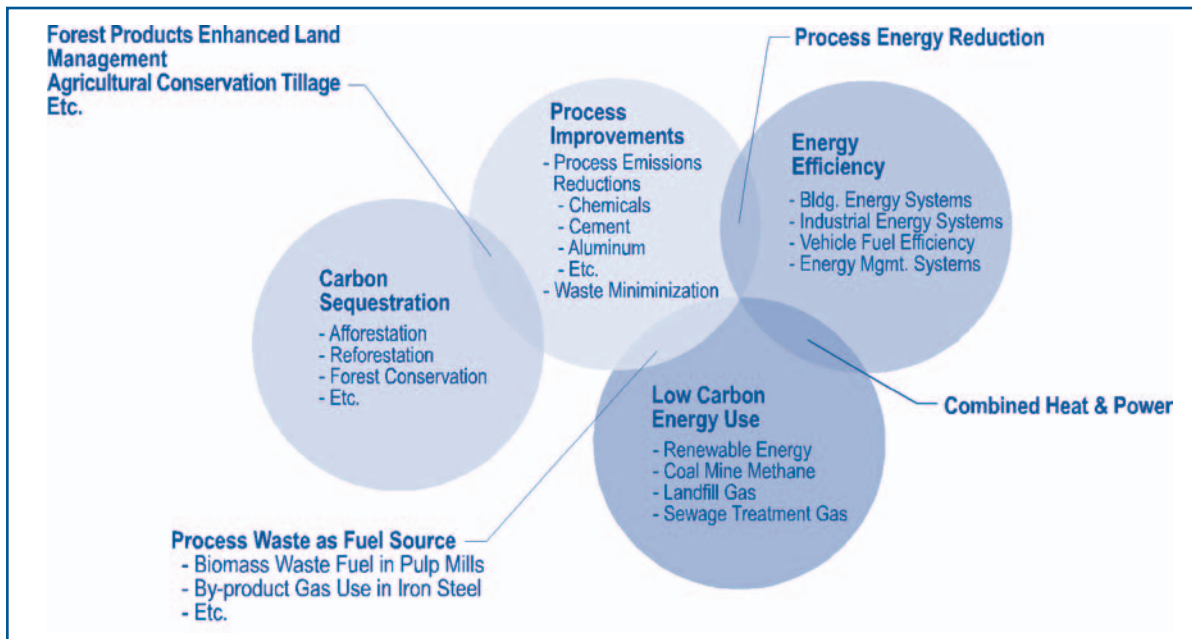 Forest Products Enhanced Land
Management
Agricultural Conservation Tillage
Etc.
Process Energy Reduction
Process
Improvements
- Process Emissions
Reductions
- Chemicals
- Cement
- Aluminum
- Etc.
- Waste Miniminization
Energy
Efficiency
- Bldg. Energy Systems
- Industrial Energy Systems
- Vehicle Fuel Efficiency
- Energy Mgmt. Systems
Carbon
Sequestration
- Afforestation
- Reforestation
- Forest Conservation
- Etc.
Low Carbon
Energy Use
- Renewable Energy
- Coal Mine Methane
- Landfill Gas
- Sewage Treatment Gas
Combined Heat & Power
Process Waste as Fuel Source
- Biomass Waste Fuel in Pulp Mills
- By-product Gas Use in Iron Steel
- Etc.